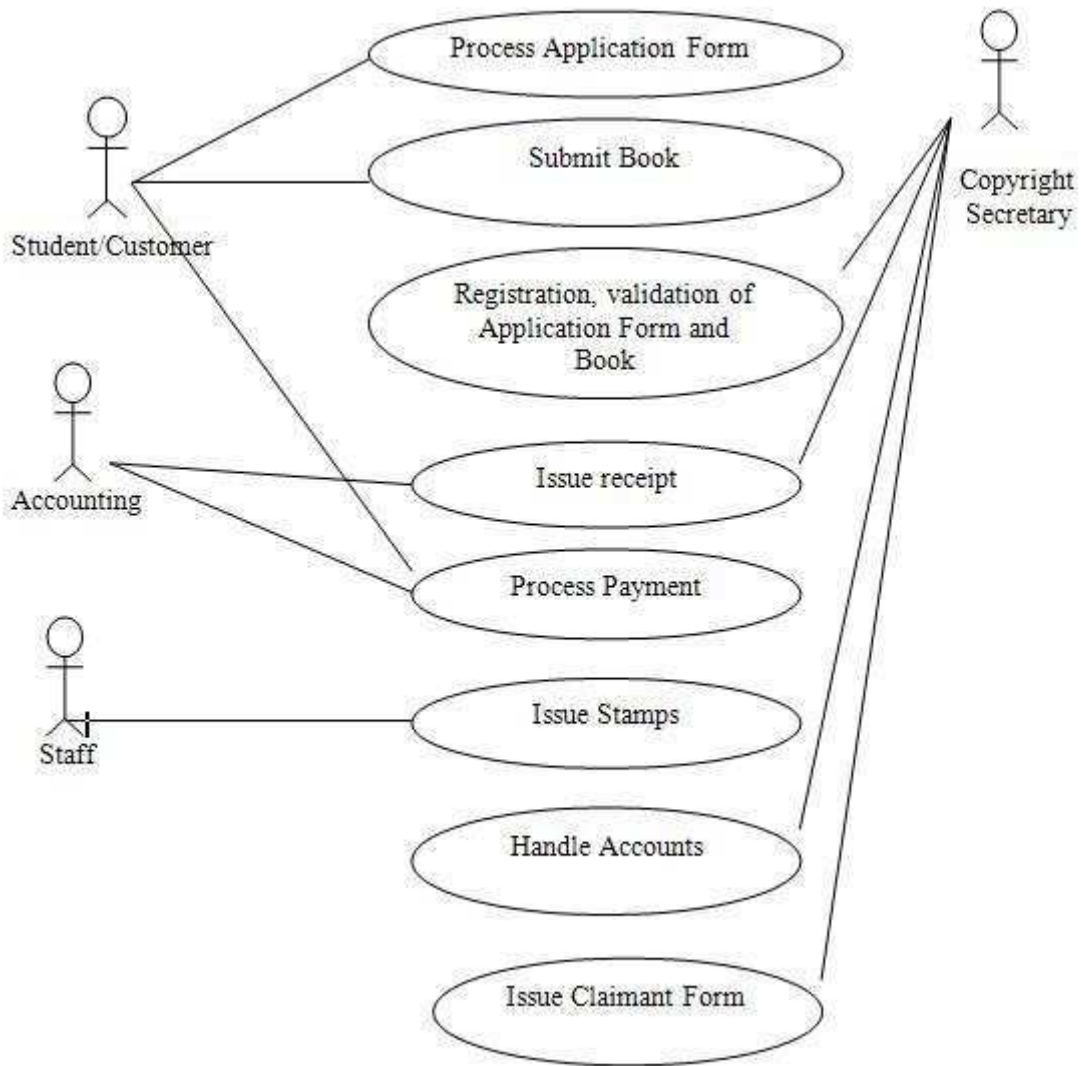 Process Application Form
Submit Book
Copyright
Secretary
Student/Customer
Registration, validation of
Application Form and
Book
Issue receipt
Accounting
Process Payment
Issue Stamps
Staff
Handle Accounts
Issue Claimant Form